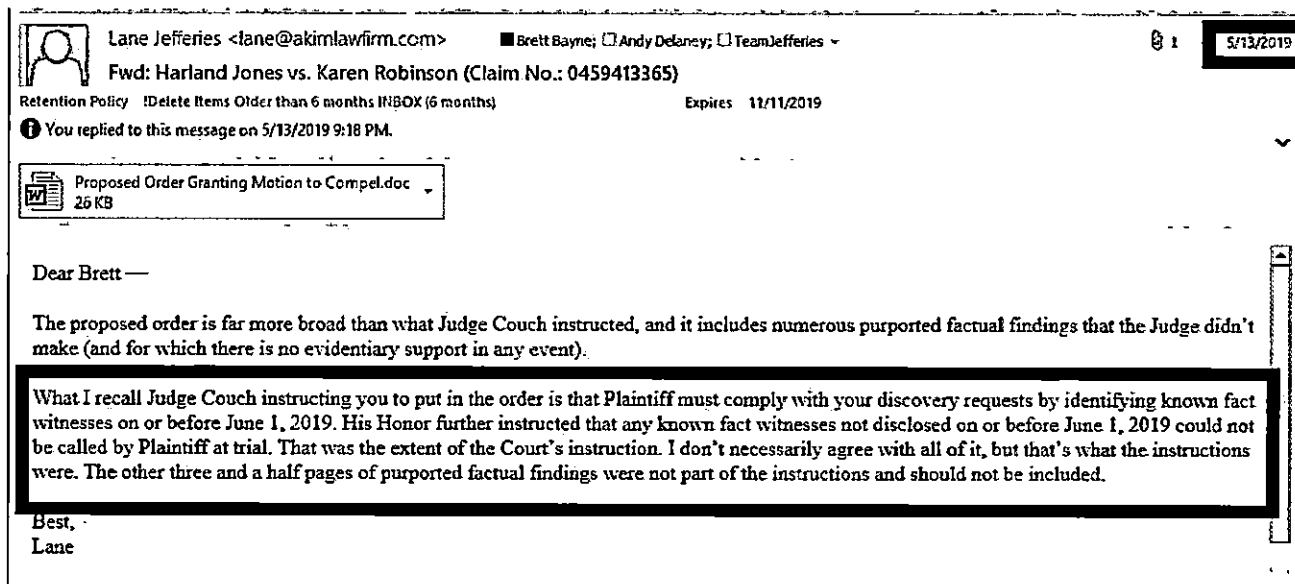 Lane Jefferies <lane@akimlawfirm.com> Brett Bayne; Andy Delaney; TeamJefferies 1 5/13/2019
Fwd: Harland Jones vs. Karen Robinson (Claim No.: 0459413365)
Retention Policy !Delete Items Older than 6 months INBOX (6 months) Expires 11/11/2019
You replied to this message on 5/13/2019 9:18 PM.
Proposed Order Granting Motion to Compel.doc
26 KB
Dear Brett —
The proposed order is far more broad than what Judge Couch instructed, and it includes numerous purported factual findings that the Judge didn't
make (and for which there is no evidentiary support in any event).
What I recall Judge Couch instructing you to put in the order is that Plaintiff must comply with your discovery requests by identifying known fact
witnesses on or before June 1, 2019. His Honor further instructed that any known fact witnesses not disclosed on or before June 1, 2019 could not
be called by Plaintiff at trial. That was the extent of the Court's instruction. I don't necessarily agree with all of it, but that's what the instructions
were. The other three and a half pages of purported factual findings were not part of the instructions and should not be included.
Best,
Lane